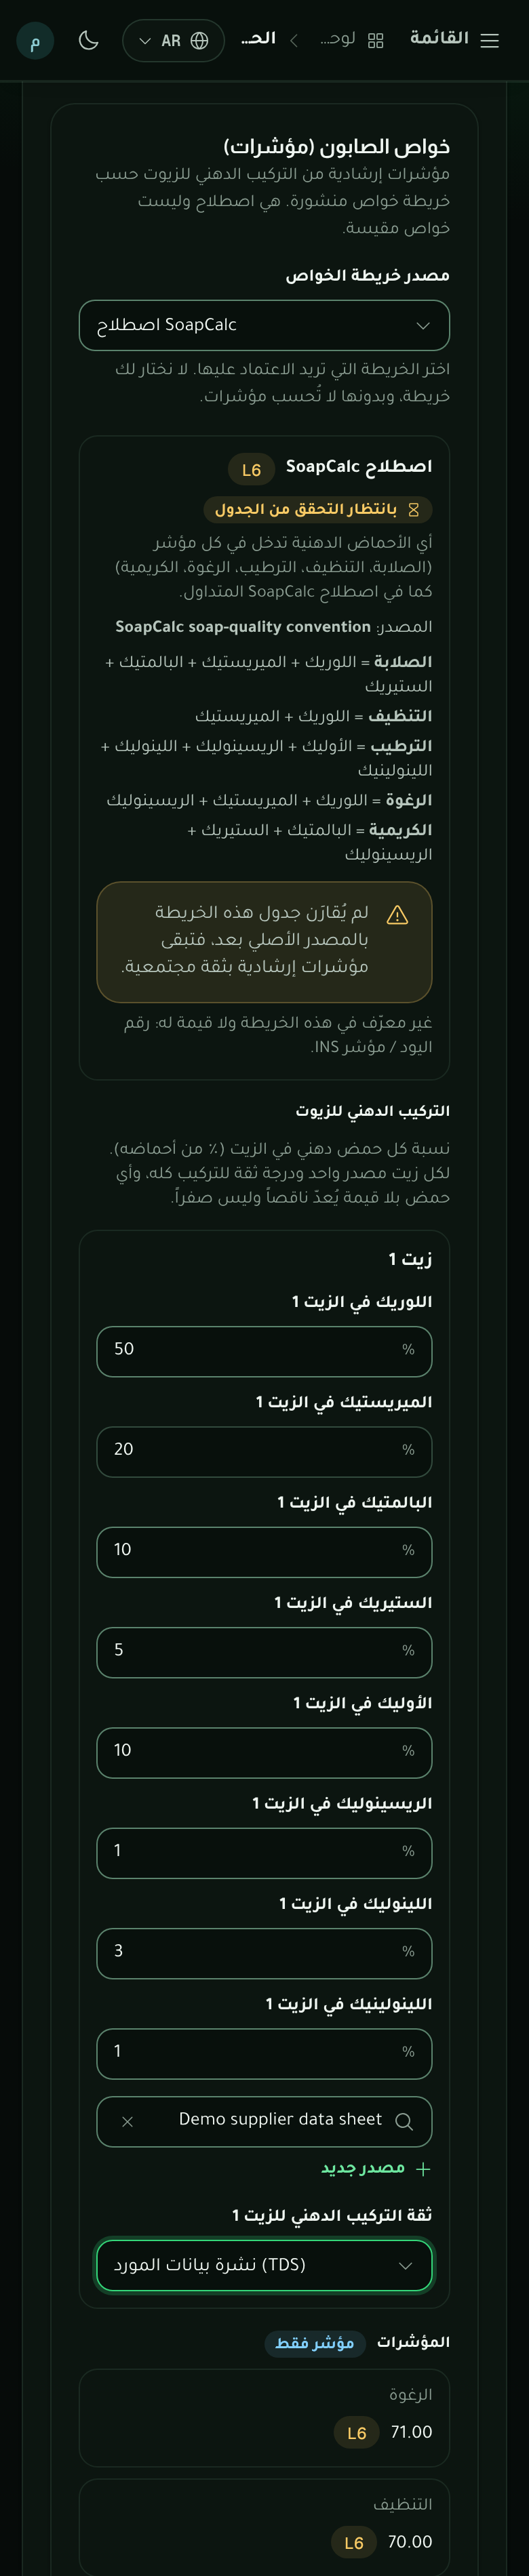 القائمة
لوحـ...
الحـ...
AR
م
خواص الصابون (مؤشرات)
مؤشرات إرشادية من التركيب الدهني للزيوت حسب
خريطة خواص منشورة. هي اصطلاح وليست
خواص مقيسة.
مصدر خريطة الخواص
اصطلاح SoapCalc
اختر الخريطة التي تريد الاعتماد عليها. لا نختار لك
خريطة، وبدونها لا تُحسب مؤشرات.
اصطلاح SoapCalc L6
بانتظار التحقق من الجدول
أي الأحماض الدهنية تدخل في كل مؤشر
(الصلابة، التنظيف، الترطيب، الرغوة، الكريمية)
كما في اصطلاح SoapCalc المتداول.
المصدر: SoapCalc soap-quality convention
الصلابة = اللوريك + الميريستيك + البالمتيك +
الستيريك
التنظيف = اللوريك + الميريستيك
الترطيب = الأوليك + الريسينوليك + اللينوليك +
اللينولينيك
الرغوة = اللوريك + الميريستيك + الريسينوليك
الكريمية = البالمتيك + الستيريك +
الريسينوليك
لم يُقارَن جدول هذه الخريطة
بالمصدر الأصلي بعد، فتبقى
مؤشرات إرشادية بثقة مجتمعية.
غير معرّف في هذه الخريطة ولا قيمة له: رقم
اليود / مؤشر INS.
التركيب الدهني للزيوت
نسبة كل حمض دهني في الزيت (٪ من أحماضه).
لكل زيت مصدر واحد ودرجة ثقة للتركيب كله، وأي
حمض بلا قيمة يُعدّ ناقصاً وليس صفراً.
زيت 1
اللوريك في الزيت 1
% 50
الميريستيك في الزيت 1
% 20
البالمتيك في الزيت 1
% 10
الستيريك في الزيت 1
% 5
الأوليك في الزيت 1
% 10
الريسينوليك في الزيت 1
% 1
اللينوليك في الزيت 1
% 3
اللينولينيك في الزيت 1
% 1
Demo supplier data sheet
مصدر جديد
ثقة التركيب الدهني للزيت 1
نشرة بيانات المورد (TDS)
المؤشرات مؤشر فقط
الرغوة
71.00 L6
التنظيف
70.00 L6